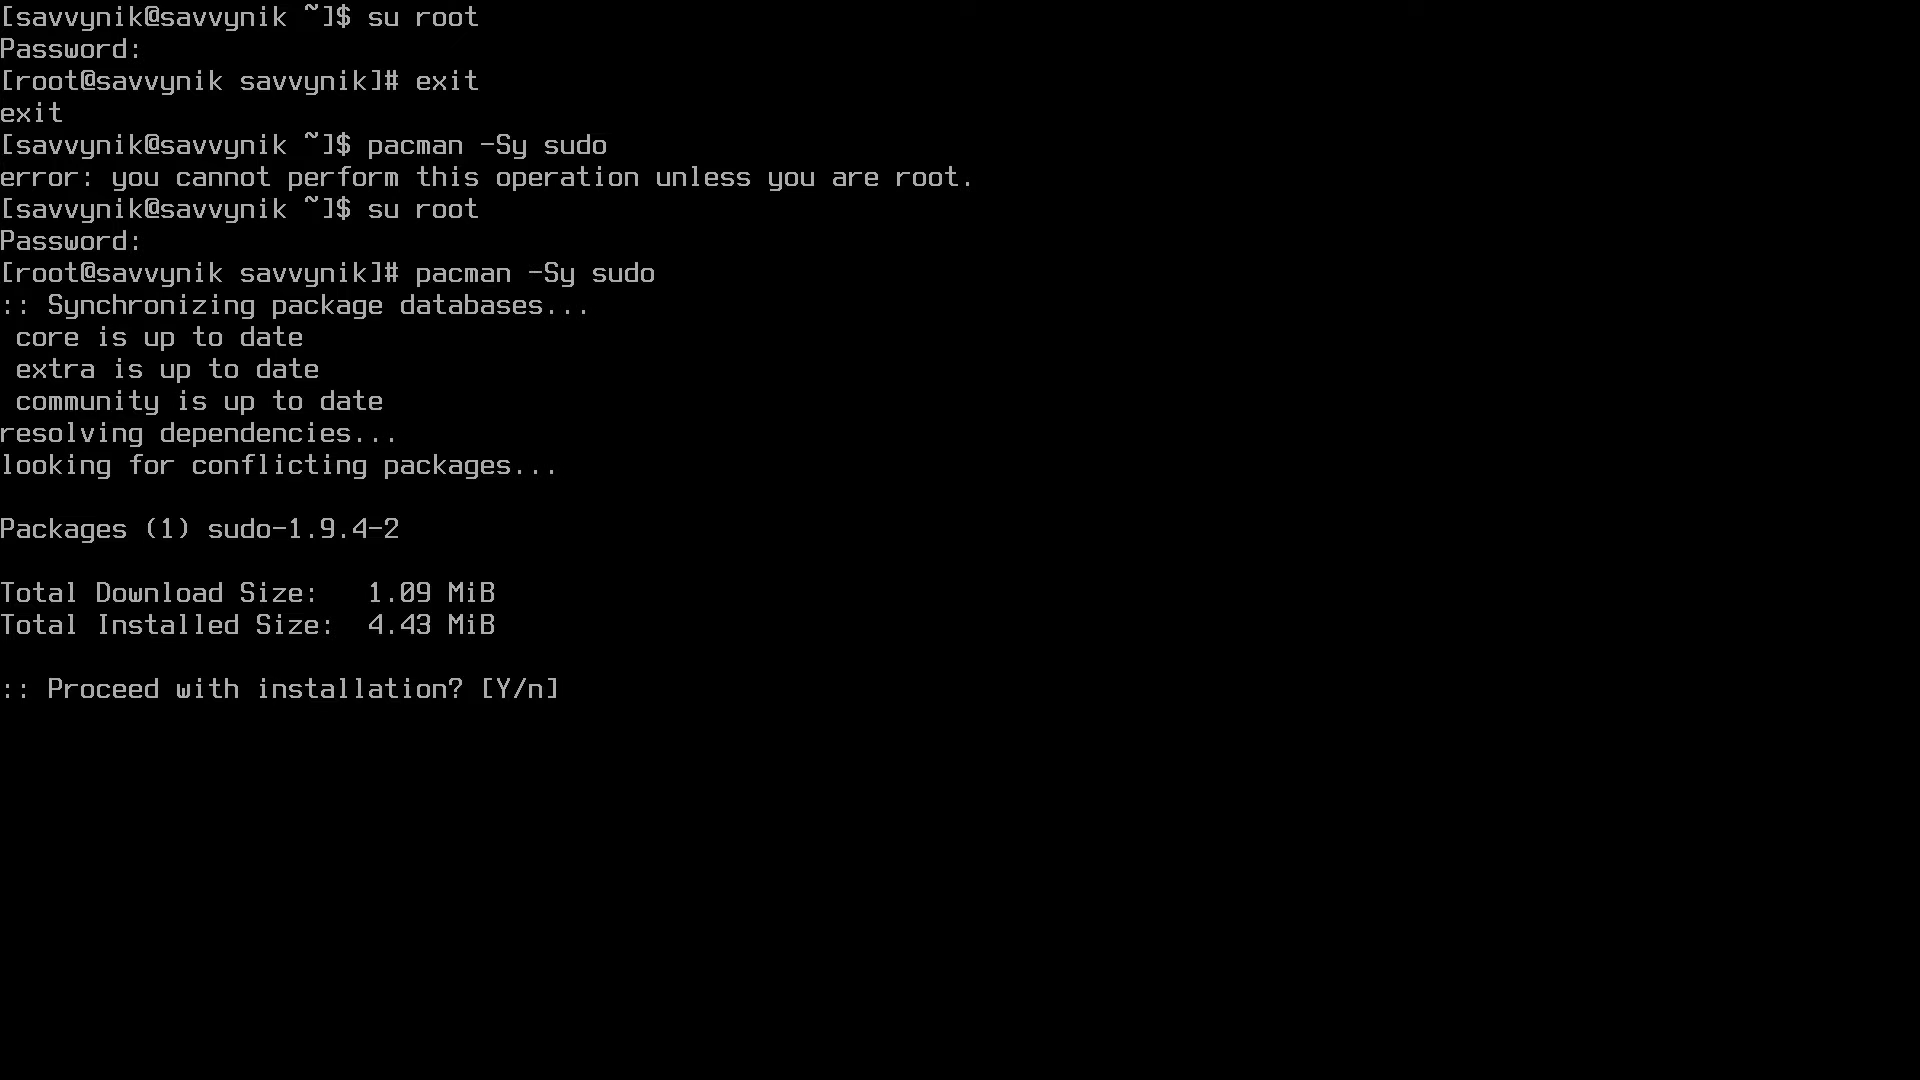 [savvynik@savvynik ~]$ su root
Password:
[root@savvynik savvynik]# exit
exit
[savvynik@savvynik ~]$ pacman -Sy sudo
error: you cannot perform this operation unless you are root.
[savvynik@savvynik ~]$ su root
Password:
[root@savvynik savvynik]# pacman -Sy sudo
:: Synchronizing package databases...
 core is up to date
 extra is up to date
 community is up to date
resolving dependencies...
looking for conflicting packages...

Packages (1) sudo-1.9.4-2

Total Download Size:   1.09 MiB
Total Installed Size:  4.43 MiB

:: Proceed with installation? [Y/n]